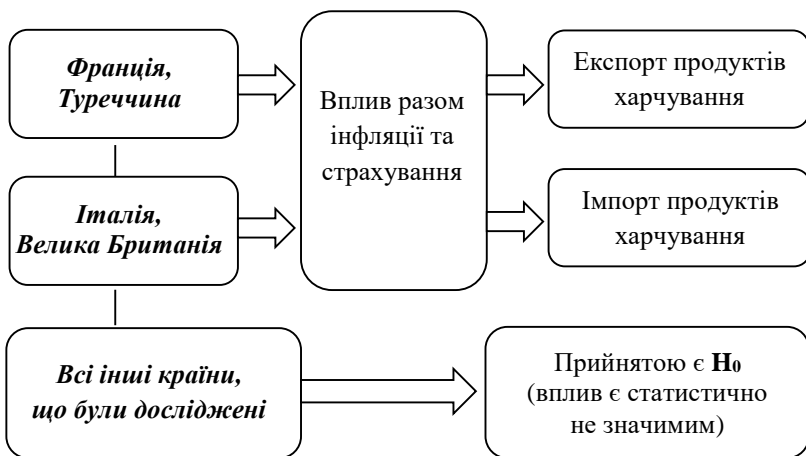 Франція,
Туреччина
Вплив разом
інфляції та
страхування
Експорт продуктів
харчування
Італія,
Велика Британія
Імпорт продуктів
харчування
Всі інші країни,
що були досліджені
Прийнятою є H₀
(вплив є статистично
не значимим)